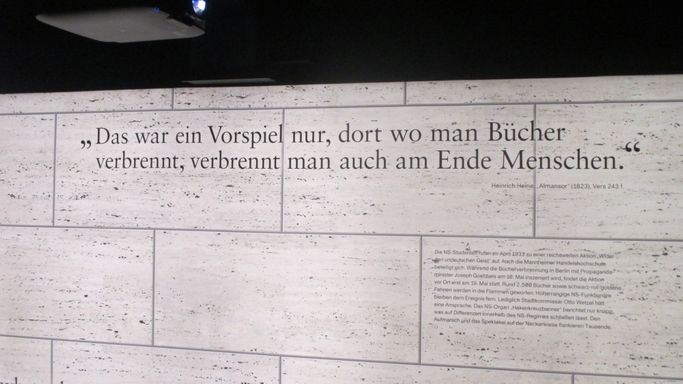 „Das war ein Vorspiel nur, dort wo man Bücher
verbrennt, verbrennt man auch am Ende Menschen.“
Heinrich Heine, „Almansor“ (1823), Vers 243 f.
Die NS-Studenten rufen im April 1933 zu einer reichsweiten Aktion „Wider
den undeutschen Geist“ auf. Auch die Mannheimer Handelshochschule
beteiligt sich. Während die Bücherverbrennung in Berlin mit Propaganda-
minister Joseph Goebbels am 10. Mai inszeniert wird, findet die Aktion
vor Ort erst am 19. Mai statt. Rund 2.500 Bücher sowie schwarz-rot-goldene
Fahnen werden in die Flammen geworfen. Höherrangige NS-Funktionäre
bleiben dem Ereignis fern. Lediglich Stadtkommissar Otto Wetzel hält
eine Ansprache. Das NS-Organ „Hakenkreuzbanner“ berichtet nur knapp,
was auf Differenzen innerhalb des NS-Regimes schließen lässt. Den
Aufmarsch und das Spektakel auf der Neckarwiese flankieren Tausende.